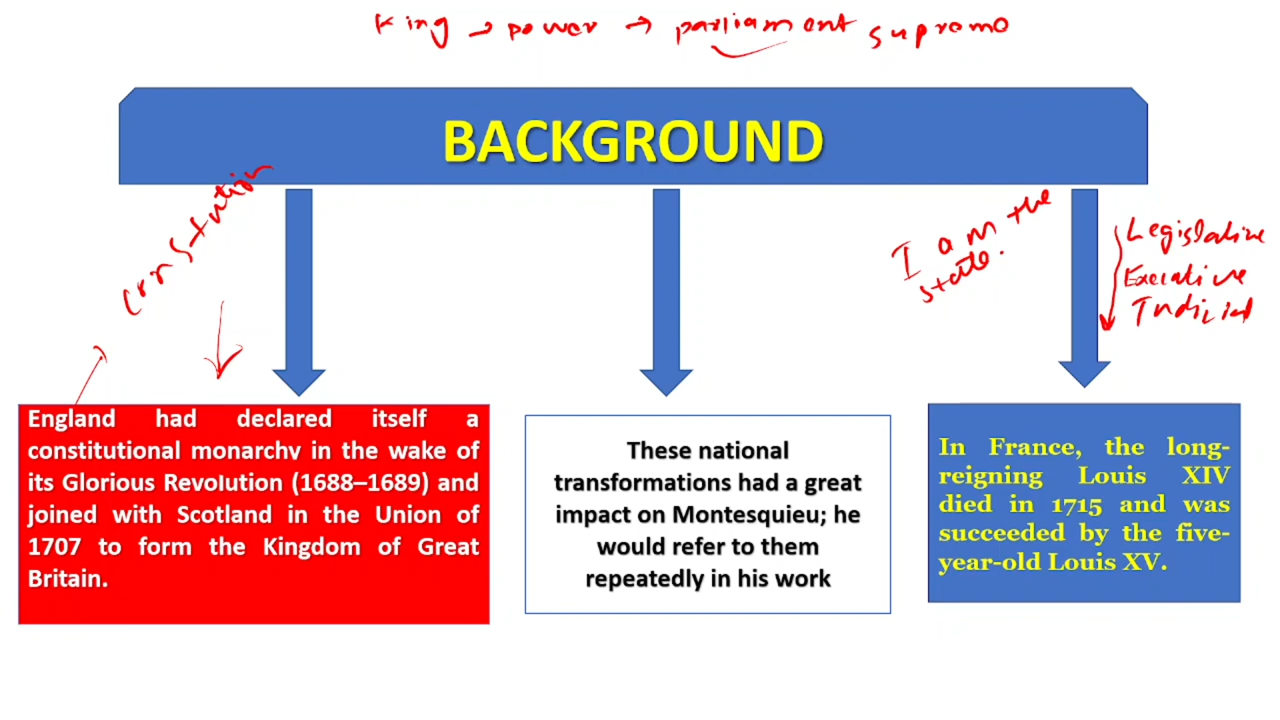 King → power → parliament supreme
BACKGROUND
constitution
I am the
state.
Legislative
Executive
Judicial
England had declared itself a
constitutional monarchy in the wake of
its Glorious Revolution (1688–1689) and
joined with Scotland in the Union of
1707 to form the Kingdom of Great
Britain.
These national
transformations had a great
impact on Montesquieu; he
would refer to them
repeatedly in his work
In France, the long-
reigning Louis XIV
died in 1715 and was
succeeded by the five-
year-old Louis XV.